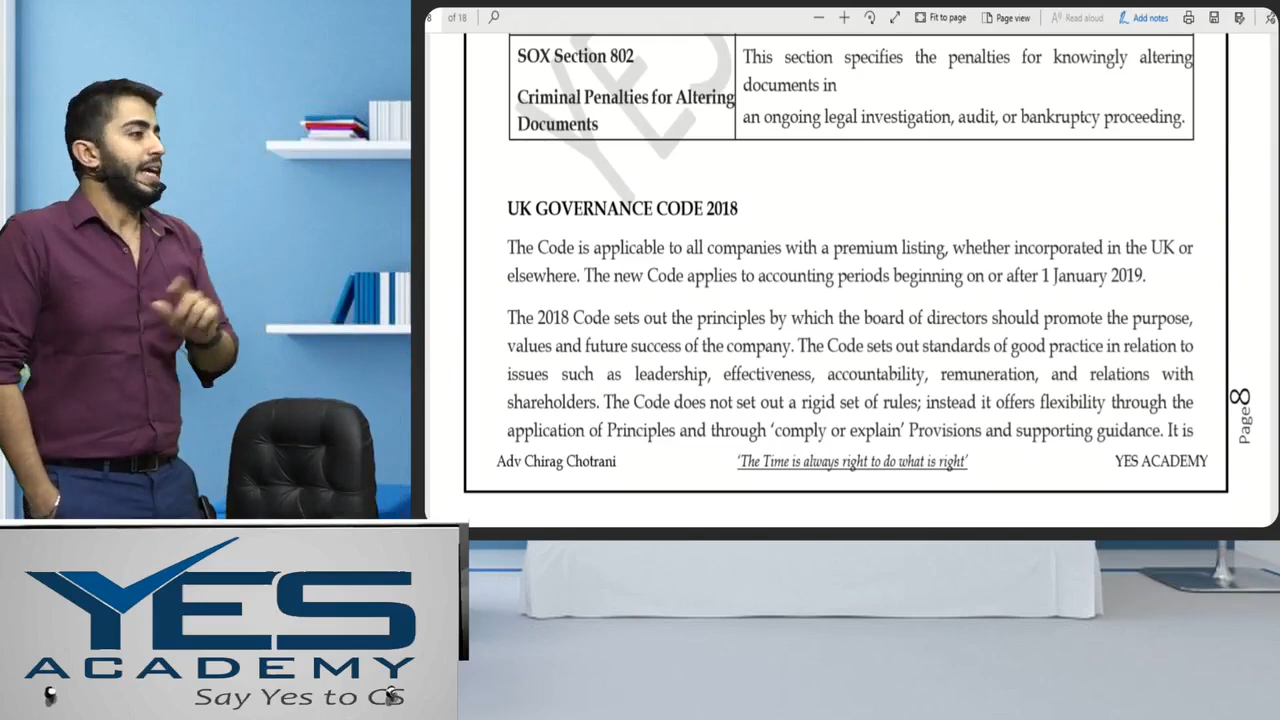 8 of 18
Fit to page
Page view
Read aloud
Add notes
SOX Section 802
Criminal Penalties for Altering
Documents
This section specifies the penalties for knowingly altering
documents in
an ongoing legal investigation, audit, or bankruptcy proceeding.
YES
UK GOVERNANCE CODE 2018
The Code is applicable to all companies with a premium listing, whether incorporated in the UK or
elsewhere. The new Code applies to accounting periods beginning on or after 1 January 2019.
The 2018 Code sets out the principles by which the board of directors should promote the purpose,
values and future success of the company. The Code sets out standards of good practice in relation to
issues such as leadership, effectiveness, accountability, remuneration, and relations with
shareholders. The Code does not set out a rigid set of rules; instead it offers flexibility through the
application of Principles and through ‘comply or explain’ Provisions and supporting guidance. It is
Page8
Adv Chirag Chotrani
‘The Time is always right to do what is right’
YES ACADEMY
YES
ACADEMY
Say Yes to CS